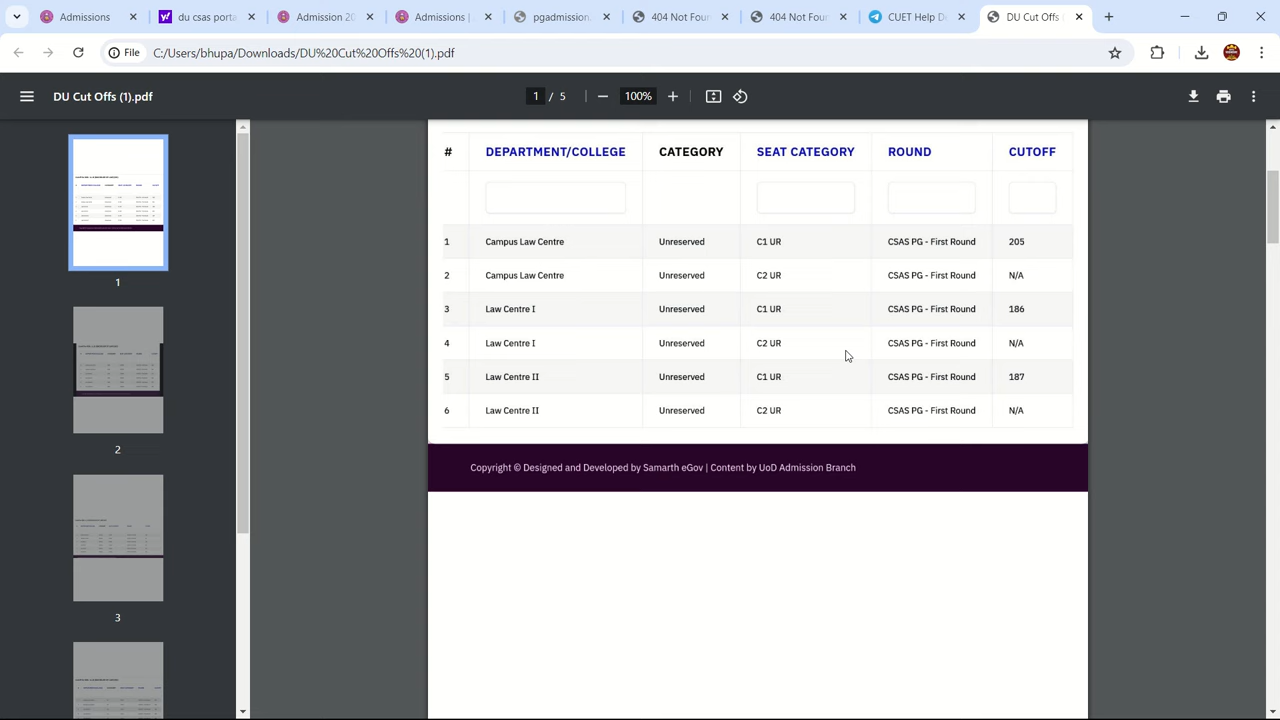 Admissions
du csas porta
Admission 2
Admissions |
pgadmission.
404 Not Foun
404 Not Foun
CUET Help D
DU Cut Offs (
File
C:/Users/bhupa/Downloads/DU%20Cut%20Offs%20(1).pdf
DU Cut Offs (1).pdf
1 / 5
100%
# DEPARTMENT/COLLEGE CATEGORY SEAT CATEGORY ROUND CUTOFF
1 Campus Law Centre Unreserved C1 UR CSAS PG - First Round 205
2 Campus Law Centre Unreserved C2 UR CSAS PG - First Round N/A
3 Law Centre I Unreserved C1 UR CSAS PG - First Round 186
4 Law Centre I Unreserved C2 UR CSAS PG - First Round N/A
5 Law Centre II Unreserved C1 UR CSAS PG - First Round 187
6 Law Centre II Unreserved C2 UR CSAS PG - First Round N/A
Copyright © Designed and Developed by Samarth eGov | Content by UoD Admission Branch
1
2
3